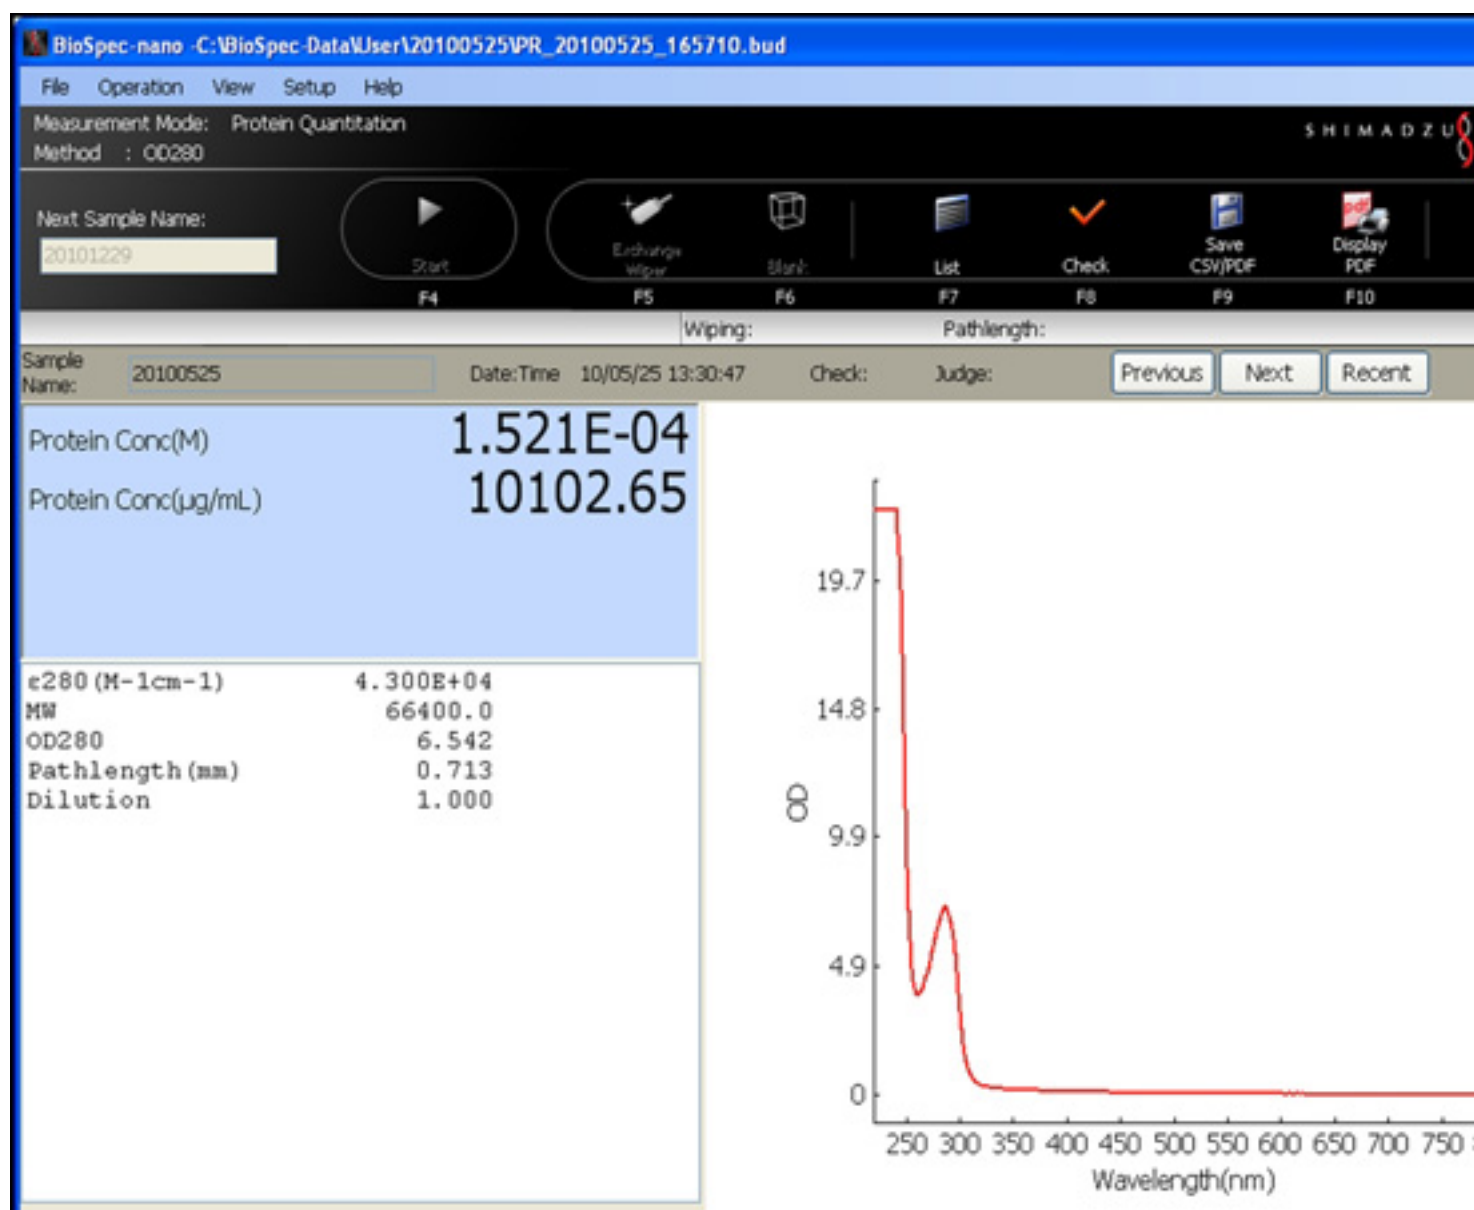 BioSpec-nano -C:\BioSpec-Data\User\20100525\PR_20100525_165710.bud
File Operation View Setup Help
Measurement Mode: Protein Quantitation
Method : OD280
SHIMADZU
Next Sample Name:
20101229
Start
Exchange
Wiper
Blank
List
Check
Save
CSV/PDF
pdf
Display
PDF
F4 F5 F6 F7 F8 F9 F10
Wiping: Pathlength:
Sample
Name:
20100525 Date:Time 10/05/25 13:30:47 Check: Judge: Previous Next Recent
Protein Conc(M) 1.521E-04
Protein Conc(µg/mL) 10102.65
ε280(M-1cm-1) 4.300E+04
MW 66400.0
OD280 6.542
Pathlength(mm) 0.713
Dilution 1.000
19.7
14.8
OD
9.9
4.9
0
250 300 350 400 450 500 550 600 650 700 750
Wavelength(nm)